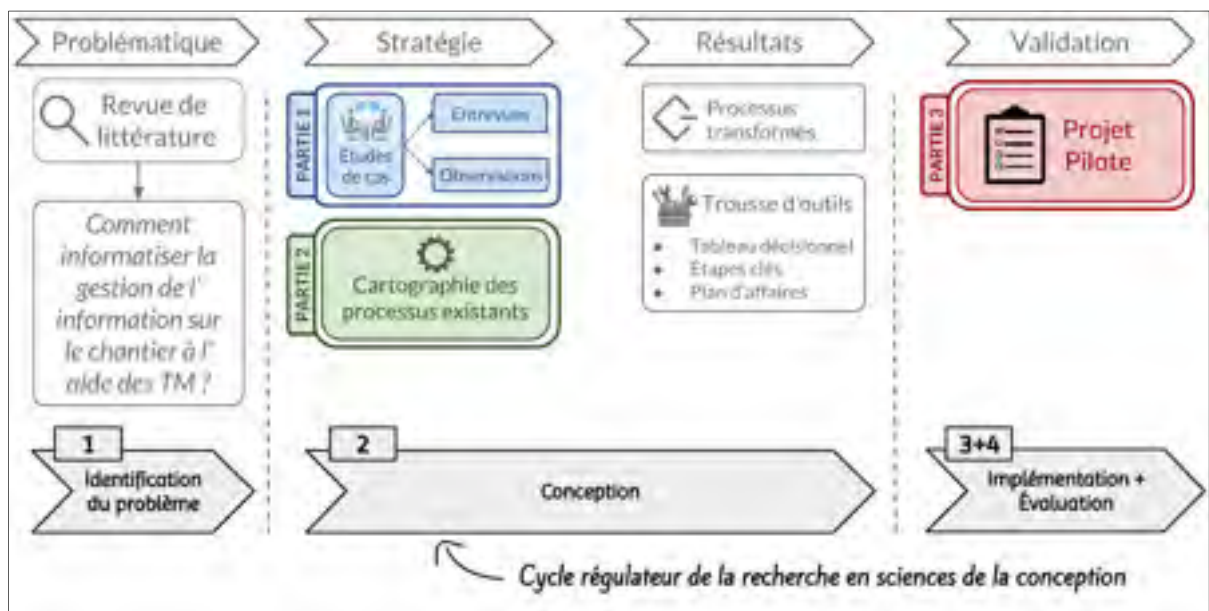 Problématique
Stratégie
Résultats
Validation
Revue de
littérature
Comment
informatiser la
gestion de l'
information sur
le chantier à l'
aide des TM ?
PARTIE 1
Études
de cas
Entrevues
Observations
PARTIE 2
Cartographie des
processus existants
Processus
transformés
Trousse d'outils
• Tableau décisionnel
• Étapes clés
• Plan d'affaires
PARTIE 3
Projet
Pilote
1
Identification
du problème
2
Conception
3+4
Implémentation +
Évaluation
Cycle régulateur de la recherche en sciences de la conception